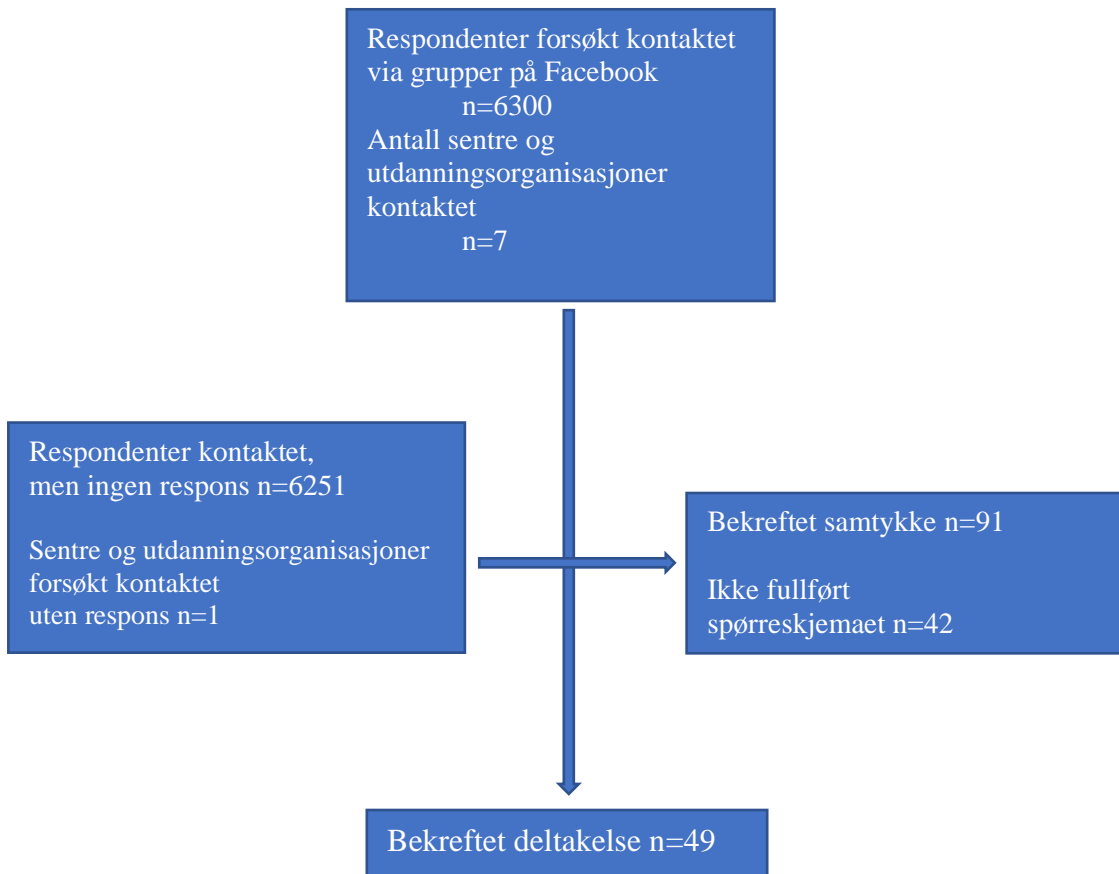 Respondenter forsøkt kontaktet
via grupper på Facebook
n=6300
Antall sentre og
utdanningsorganisasjoner
kontaktet
n=7
Respondenter kontaktet,
men ingen respons n=6251
Sentre og utdanningsorganisasjoner
forsøkt kontaktet
uten respons n=1
Bekreftet samtykke n=91
Ikke fullført
spørreskjemaet n=42
Bekreftet deltakelse n=49